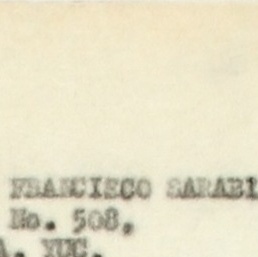 FRANCISCO SARABI
No. 508,
A. YUC.